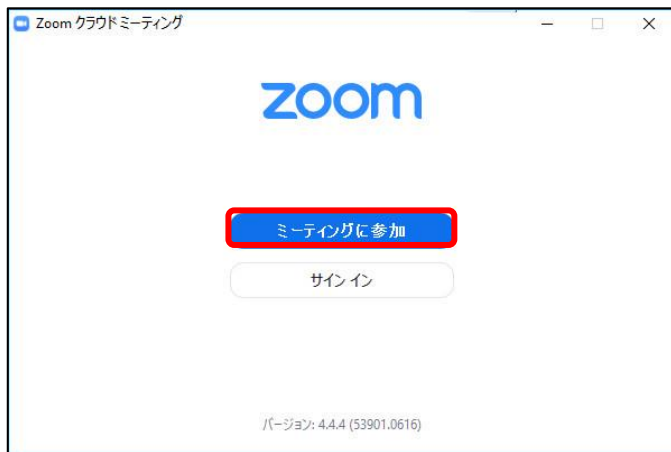 Zoom クラウド ミーティング
zoom
ミーティングに参加
サイン イン
バージョン: 4.4.4 (53901.0616)